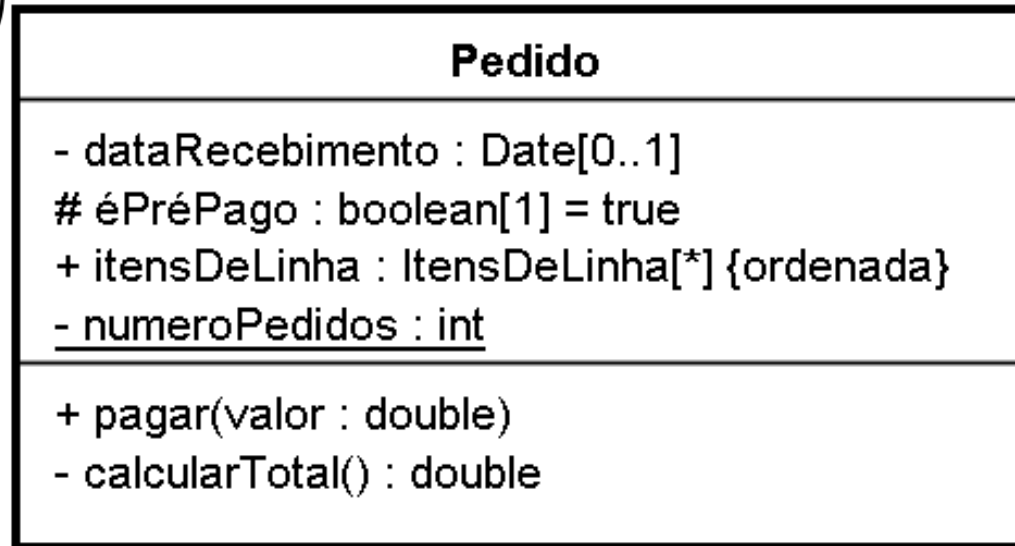 Pedido
- dataRecebimento : Date[0..1]
# éPréPago : boolean[1] = true
+ itensDeLinha : ItensDeLinha[*] {ordenada}
- numeroPedidos : int
+ pagar(valor : double)
- calcularTotal() : double